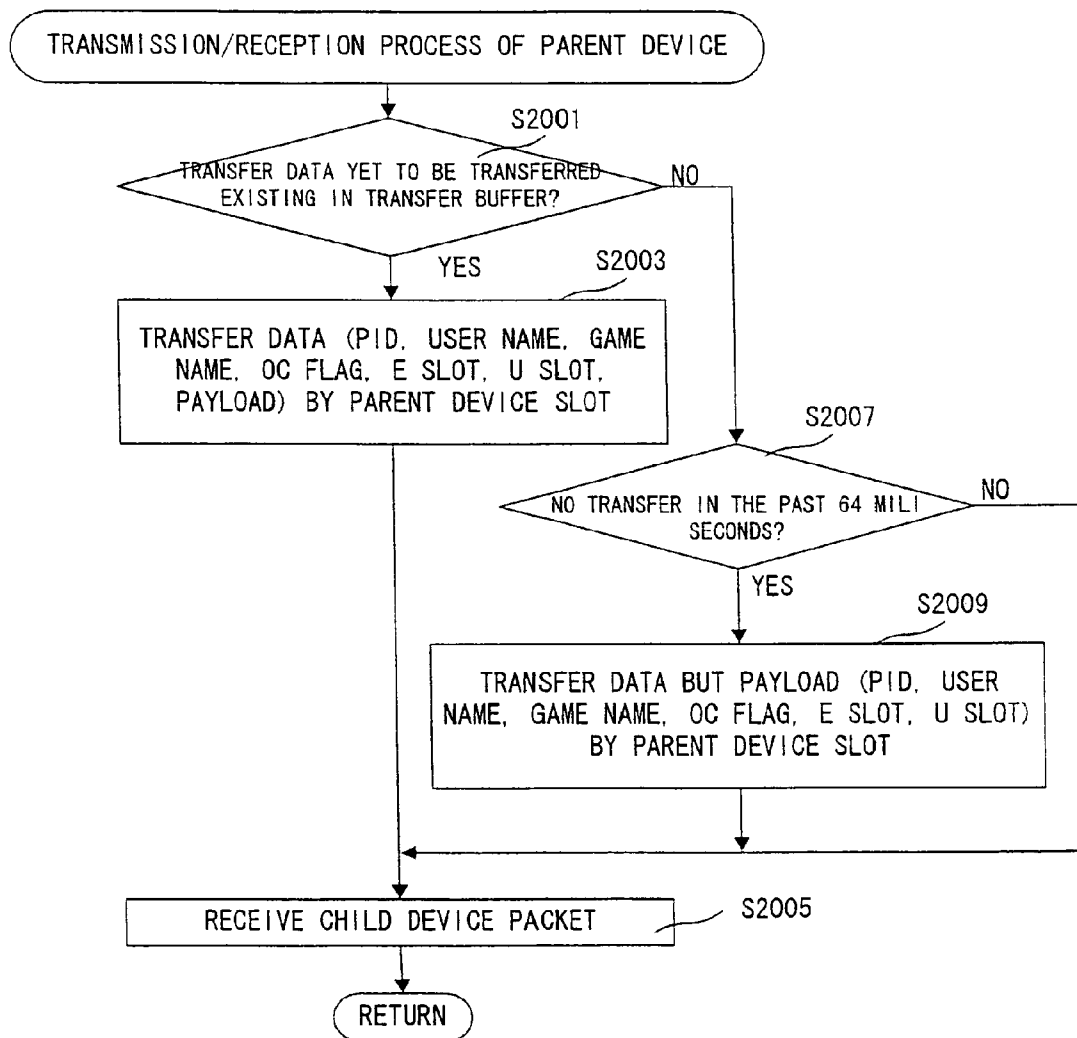 TRANSMISSION/RECEPTION PROCESS OF PARENT DEVICE
S2001
TRANSFER DATA YET TO BE TRANSFERRED
EXISTING IN TRANSFER BUFFER?
NO
YES
S2003
TRANSFER DATA (PID, USER NAME, GAME
NAME, OC FLAG, E SLOT, U SLOT,
PAYLOAD) BY PARENT DEVICE SLOT
S2007
NO TRANSFER IN THE PAST 64 MILI
SECONDS?
NO
YES
S2009
TRANSFER DATA BUT PAYLOAD (PID, USER
NAME, GAME NAME, OC FLAG, E SLOT, U SLOT)
BY PARENT DEVICE SLOT
RECEIVE CHILD DEVICE PACKET
S2005
RETURN